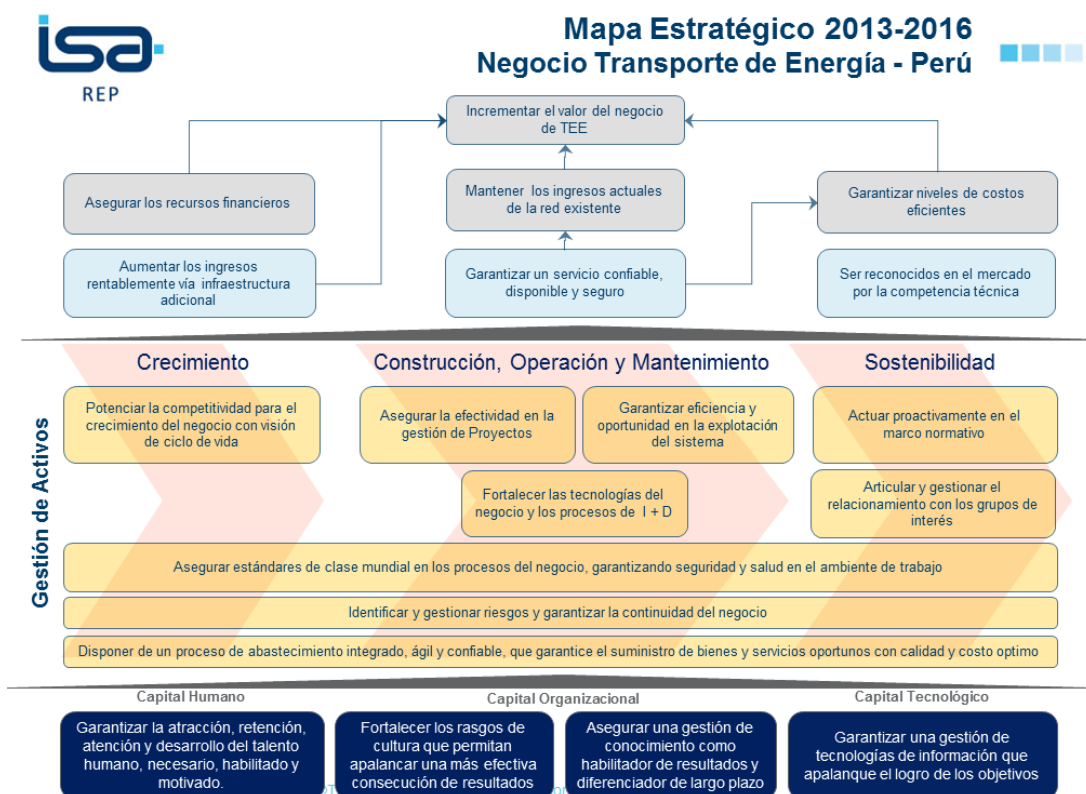 isa
REP
Mapa Estratégico 2013-2016
Negocio Transporte de Energía - Perú
Incrementar el valor del negocio
de TEE
Asegurar los recursos financieros
Mantener los ingresos actuales
de la red existente
Garantizar niveles de costos
eficientes
Aumentar los ingresos
rentablemente vía infraestructura
adicional
Garantizar un servicio confiable,
disponible y seguro
Ser reconocidos en el mercado
por la competencia técnica
Gestión de Activos
Crecimiento
Construcción, Operación y Mantenimiento
Sostenibilidad
Potenciar la competitividad para el
crecimiento del negocio con visión
de ciclo de vida
Asegurar la efectividad en la
gestión de Proyectos
Garantizar eficiencia y
oportunidad en la explotación
del sistema
Actuar proactivamente en el
marco normativo
Fortalecer las tecnologías del
negocio y los procesos de I + D
Articular y gestionar el
relacionamiento con los grupos de
interés
Asegurar estándares de clase mundial en los procesos del negocio, garantizando seguridad y salud en el ambiente de trabajo
Identificar y gestionar riesgos y garantizar la continuidad del negocio
Disponer de un proceso de abastecimiento integrado, ágil y confiable, que garantice el suministro de bienes y servicios oportunos con calidad y costo optimo
Capital Humano
Capital Organizacional
Capital Tecnológico
Garantizar la atracción, retención,
atención y desarrollo del talento
humano, necesario, habilitado y
motivado.
Fortalecer los rasgos de
cultura que permitan
apalancar una más efectiva
consecución de resultados
Asegurar una gestión de
conocimiento como
habilitador de resultados y
diferenciador de largo plazo
Garantizar una gestión de
tecnologías de información que
apalanque el logro de los objetivos